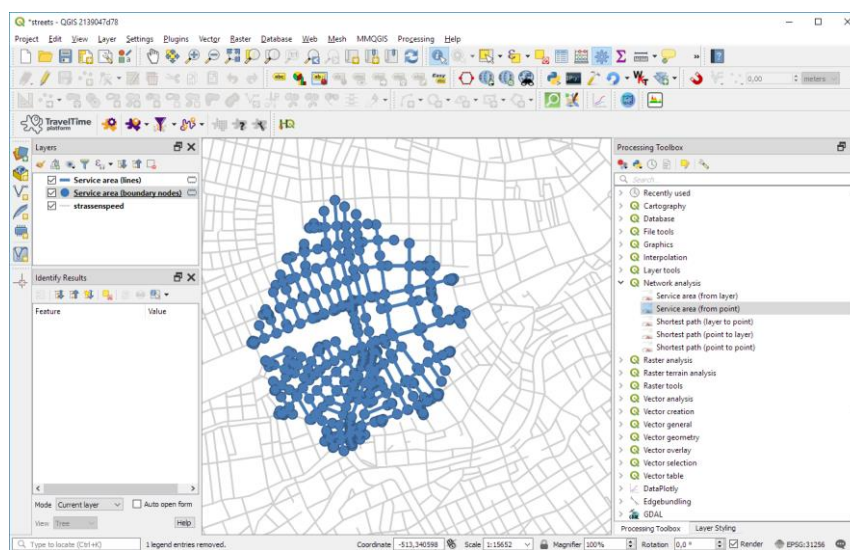 *streets - QGIS 2139047d78
Project Edit View Layer Settings Plugins Vector Raster Database Web Mesh MMQGIS Processing Help
0,00 meters
TravelTime platform
HQ
Layers
Service area (lines)
Service area (boundary nodes)
strassenspeed
Identify Results
Feature Value
Mode Current layer Auto open form
View Tree Help
Processing Toolbox
Search...
Recently used
Cartography
Database
File tools
Graphics
Interpolation
Layer tools
Network analysis
Service area (from layer)
Service area (from point)
Shortest path (layer to point)
Shortest path (point to layer)
Shortest path (point to point)
Raster analysis
Raster terrain analysis
Raster tools
Vector analysis
Vector creation
Vector general
Vector geometry
Vector overlay
Vector selection
Vector table
DataPlotly
Edgebundling
GDAL
Processing Toolbox Layer Styling
Type to locate (Ctrl+K) 1 legend entries removed. Coordinate -513,340598 Scale 1:15652 Magnifier 100% Rotation 0,0 ° Render EPSG:31256